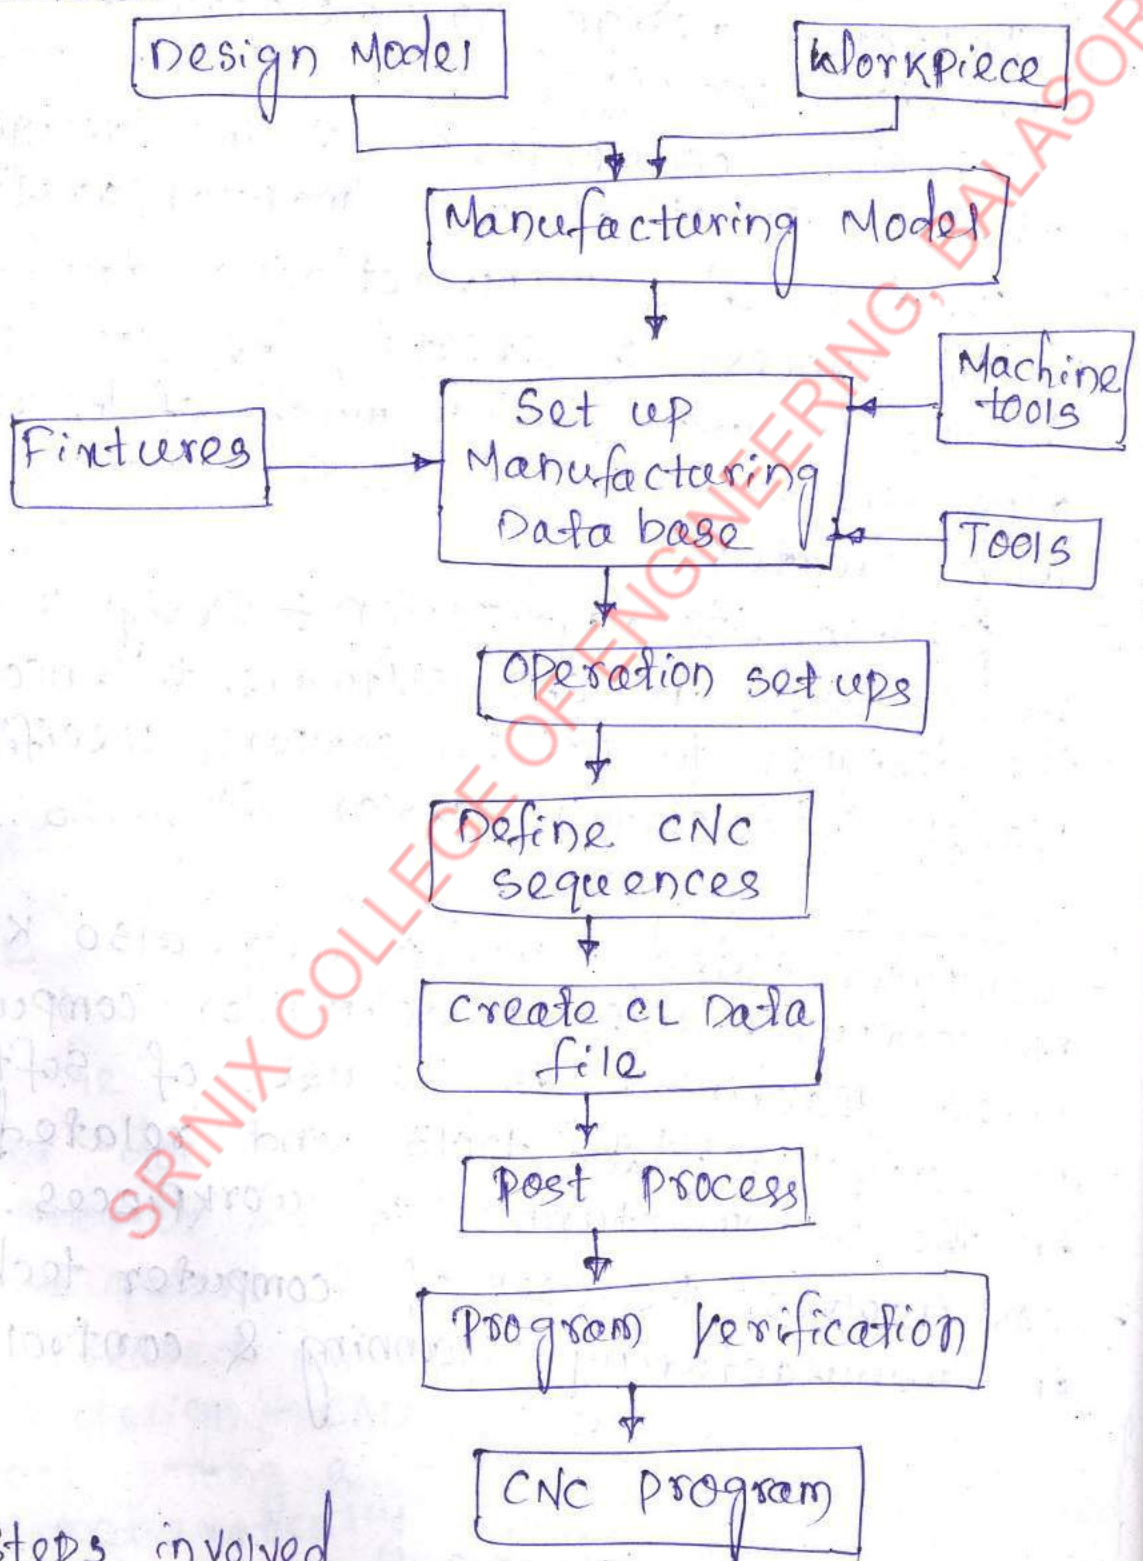 Design Model
Workpiece
Manufacturing Model
Machine
tools
Set up
Manufacturing
Data base
Fixtures
Tools
Operation set ups
Define CNC
sequences
Create CL Data
file
Post Process
Program Verification
CNC Program
steps involved
SRINIX COLLEGE OF ENGINEERING, BALASOR